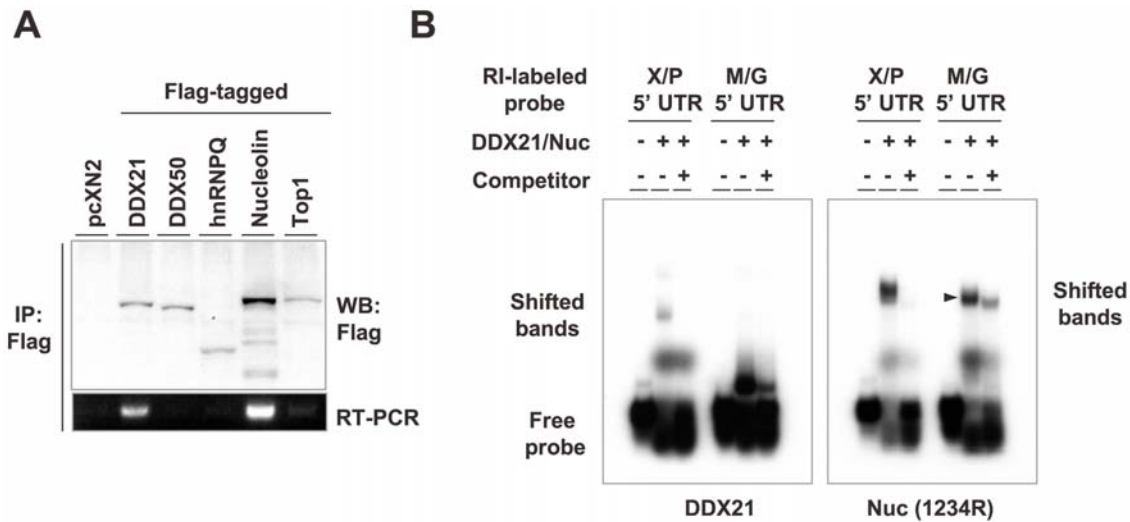 A
Flag-tagged
pcXN2
DDX21
DDX50
hnRNPQ
Nucleolin
Top1
IP:
Flag
WB:
Flag
RT-PCR
B
RI-labeled
probe
X/P
5' UTR
M/G
5' UTR
X/P
5' UTR
M/G
5' UTR
DDX21/Nuc - + + - + + - + + - + +
Competitor + + + +
Shifted
bands
Free
probe
Shifted
bands
DDX21
Nuc (1234R)